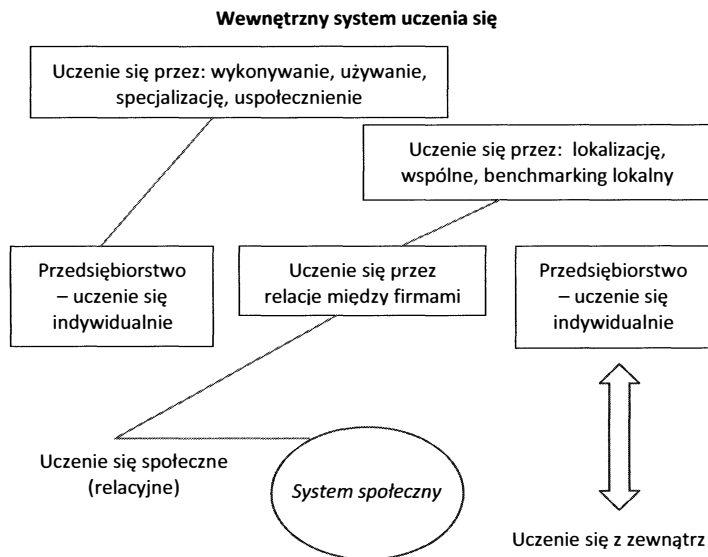 Wewnętrzny system uczenia się
Uczenie się przez: wykonywanie, używanie,
specjalizację, uspołecznienie
Uczenie się przez: lokalizację,
wspólne, benchmarking lokalny
Przedsiębiorstwo
– uczenie się
indywidualnie
Uczenie się przez
relacje między firmami
Przedsiębiorstwo
– uczenie się
indywidualnie
Uczenie się społeczne
(relacyjne)
System społeczny
Uczenie się z zewnątrz